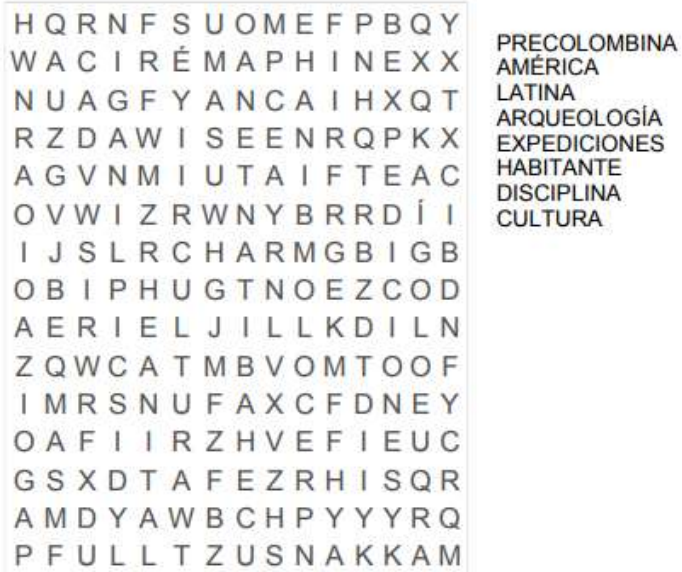 H Q R N F S U O M E F P B Q Y
W A C I R É M A P H I N E X X
N U A G F Y A N C A I H X Q T
R Z D A W I S E E N R Q P K X
A G V N M I U T A I F T E A C
O V W I Z R W N Y B R R D Í I
I J S L R C H A R M G B I G B
O B I P H U G T N O E Z C O D
A E R I E L J I L L K D I L N
Z Q W C A T M B V O M T O O F
I M R S N U F A X C F D N E Y
O A F I I R Z H V E F I E U C
G S X D T A F E Z R H I S Q R
A M D Y A W B C H P Y Y Y R Q
P F U L L T Z U S N A K K A M
PRECOLOMBINA
AMÉRICA
LATINA
ARQUEOLOGÍA
EXPEDICIONES
HABITANTE
DISCIPLINA
CULTURA